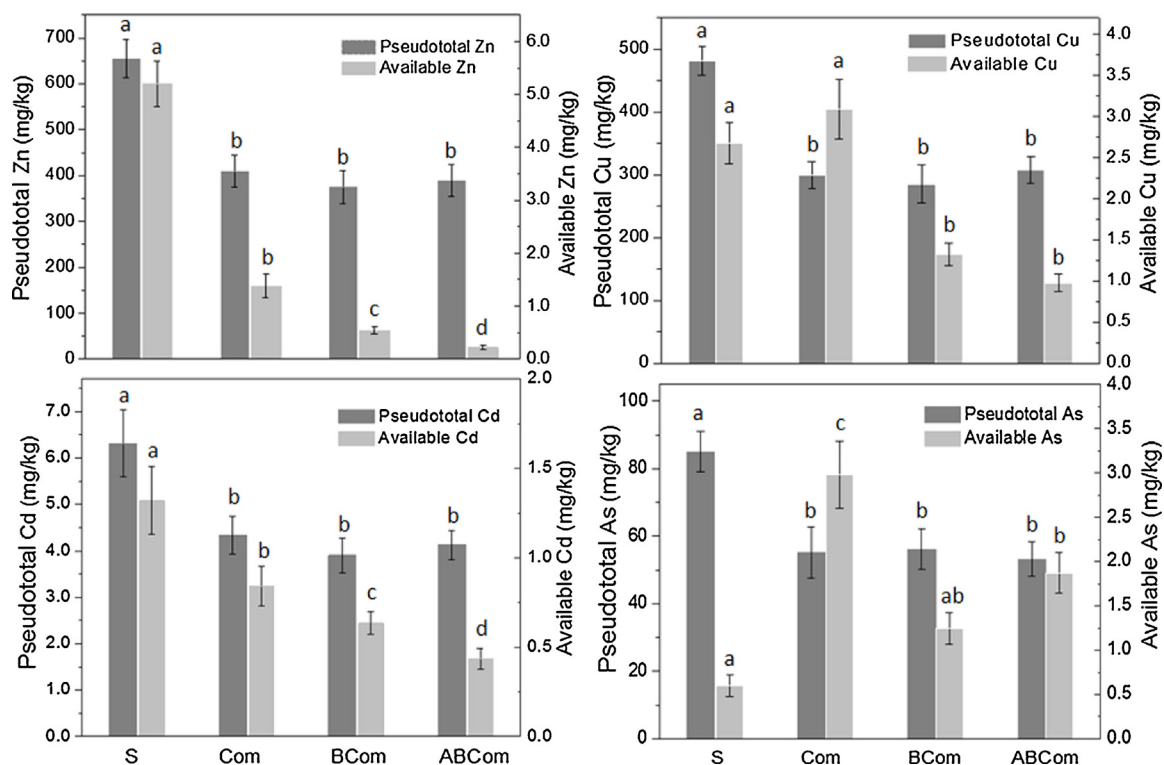 Pseudototal Zn (mg/kg)
700
600
500
400
300
200
100
0
a
a
b
b
b
c
b
d
Pseudototal Zn
Available Zn
6.0
5.0
4.0
3.0
2.0
1.0
0.0
Available Zn (mg/kg)
Pseudototal Cu (mg/kg)
500
400
300
200
100
0
a
a
b
a
b
b
b
b
Pseudototal Cu
Available Cu
4.0
3.5
3.0
2.5
2.0
1.5
1.0
0.5
0.0
Available Cu (mg/kg)
Pseudototal Cd (mg/kg)
7.0
6.0
5.0
4.0
3.0
2.0
1.0
0.0
a
a
b
b
b
c
b
d
Pseudototal Cd
Available Cd
2.0
1.5
1.0
0.5
0.0
Available Cd (mg/kg)
S Com BCom ABCom
Pseudototal As (mg/kg)
100
80
60
40
20
0
a
a
b
c
b
ab
b
b
Pseudototal As
Available As
4.0
3.5
3.0
2.5
2.0
1.5
1.0
0.5
0.0
Available As (mg/kg)
S Com BCom ABCom